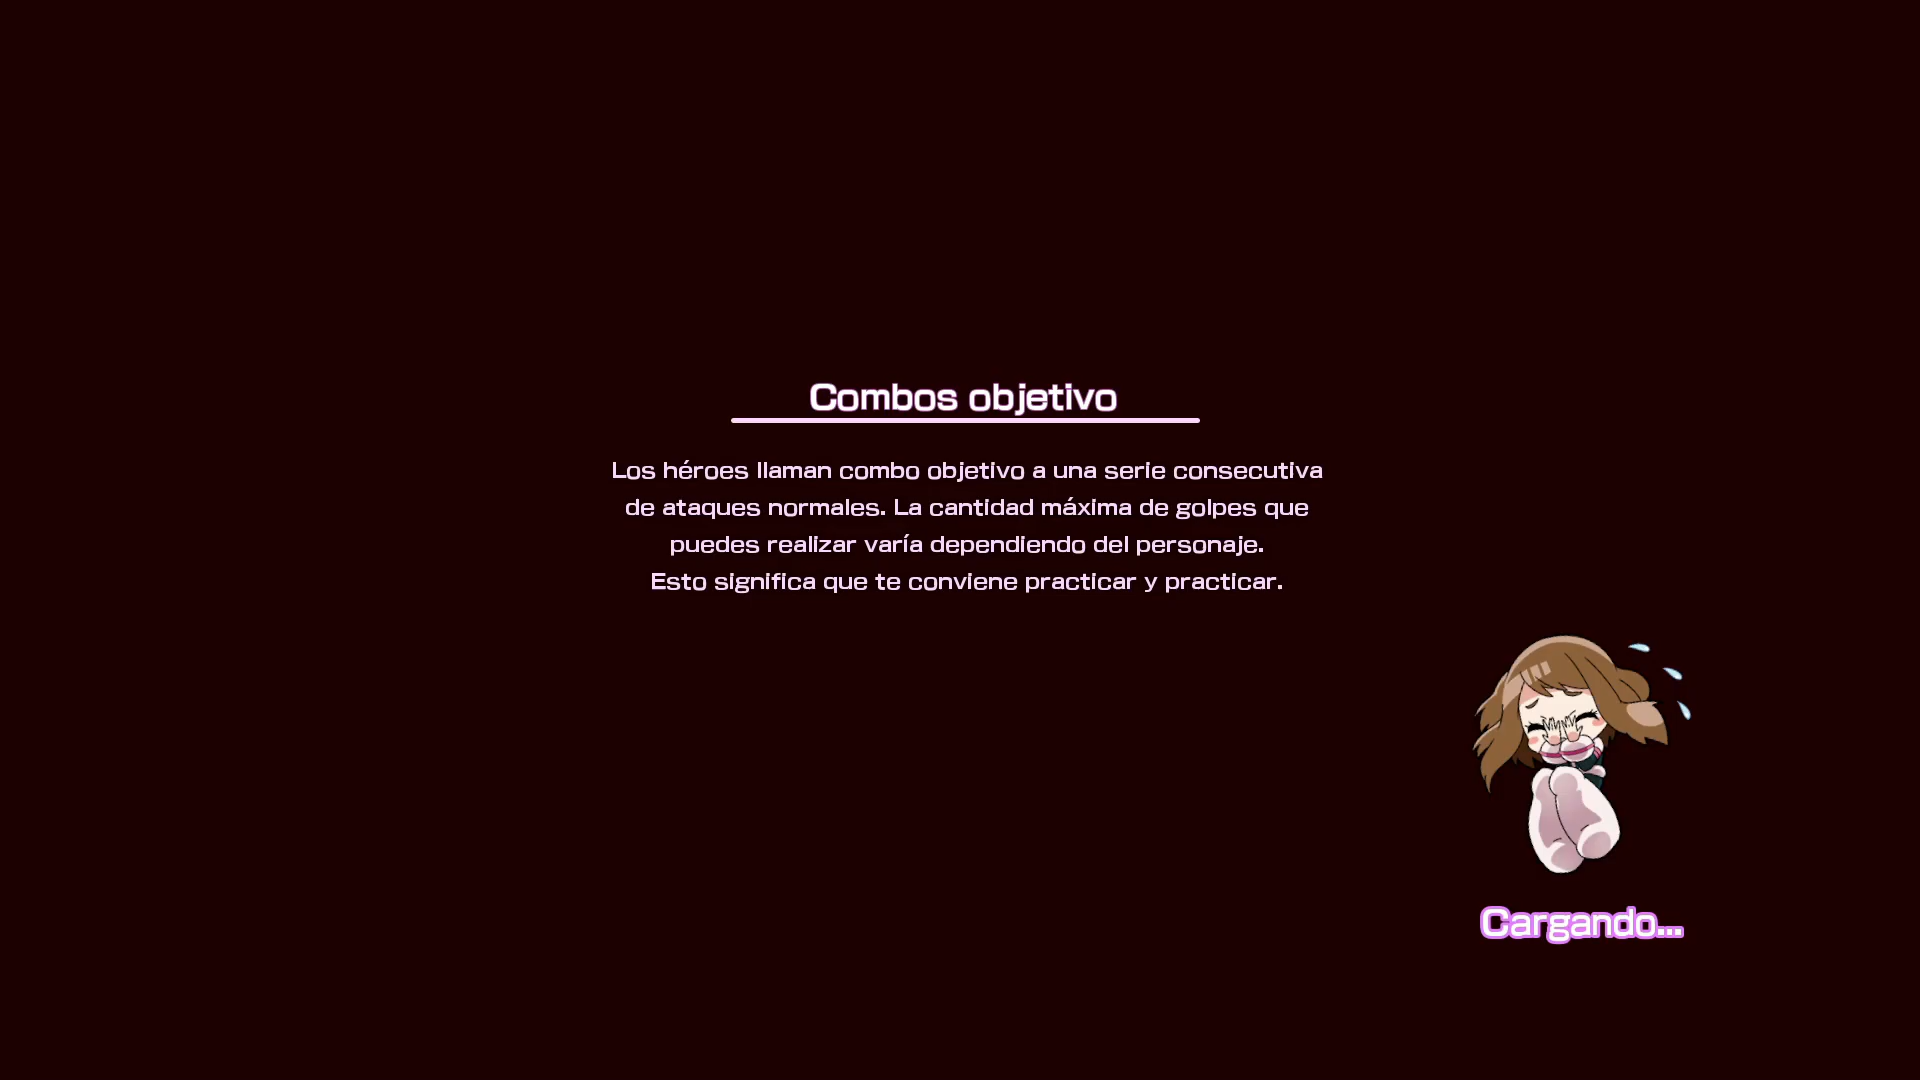 Combos objetivo
Los héroes llaman combo objetivo a una serie consecutiva
de ataques normales. La cantidad máxima de golpes que
puedes realizar varía dependiendo del personaje.
Esto significa que te conviene practicar y practicar.
Cargando...